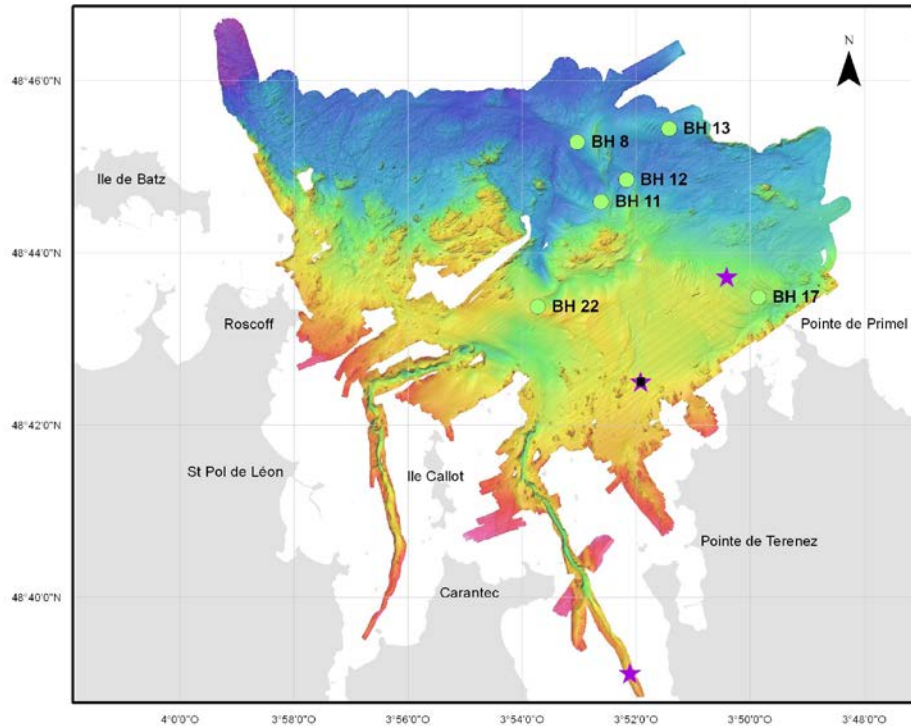 N
48°46'0"N
BH 13
BH 8
Ile de Batz
BH 12
BH 11
48°44'0"N
BH 17
BH 22
Roscoff
Pointe de Primel
48°42'0"N
St Pol de Léon
Ile Callot
Pointe de Terenez
48°40'0"N
Carantec
4°0'0"O
3°58'0"O
3°56'0"O
3°54'0"O
3°52'0"O
3°50'0"O
3°48'0"O